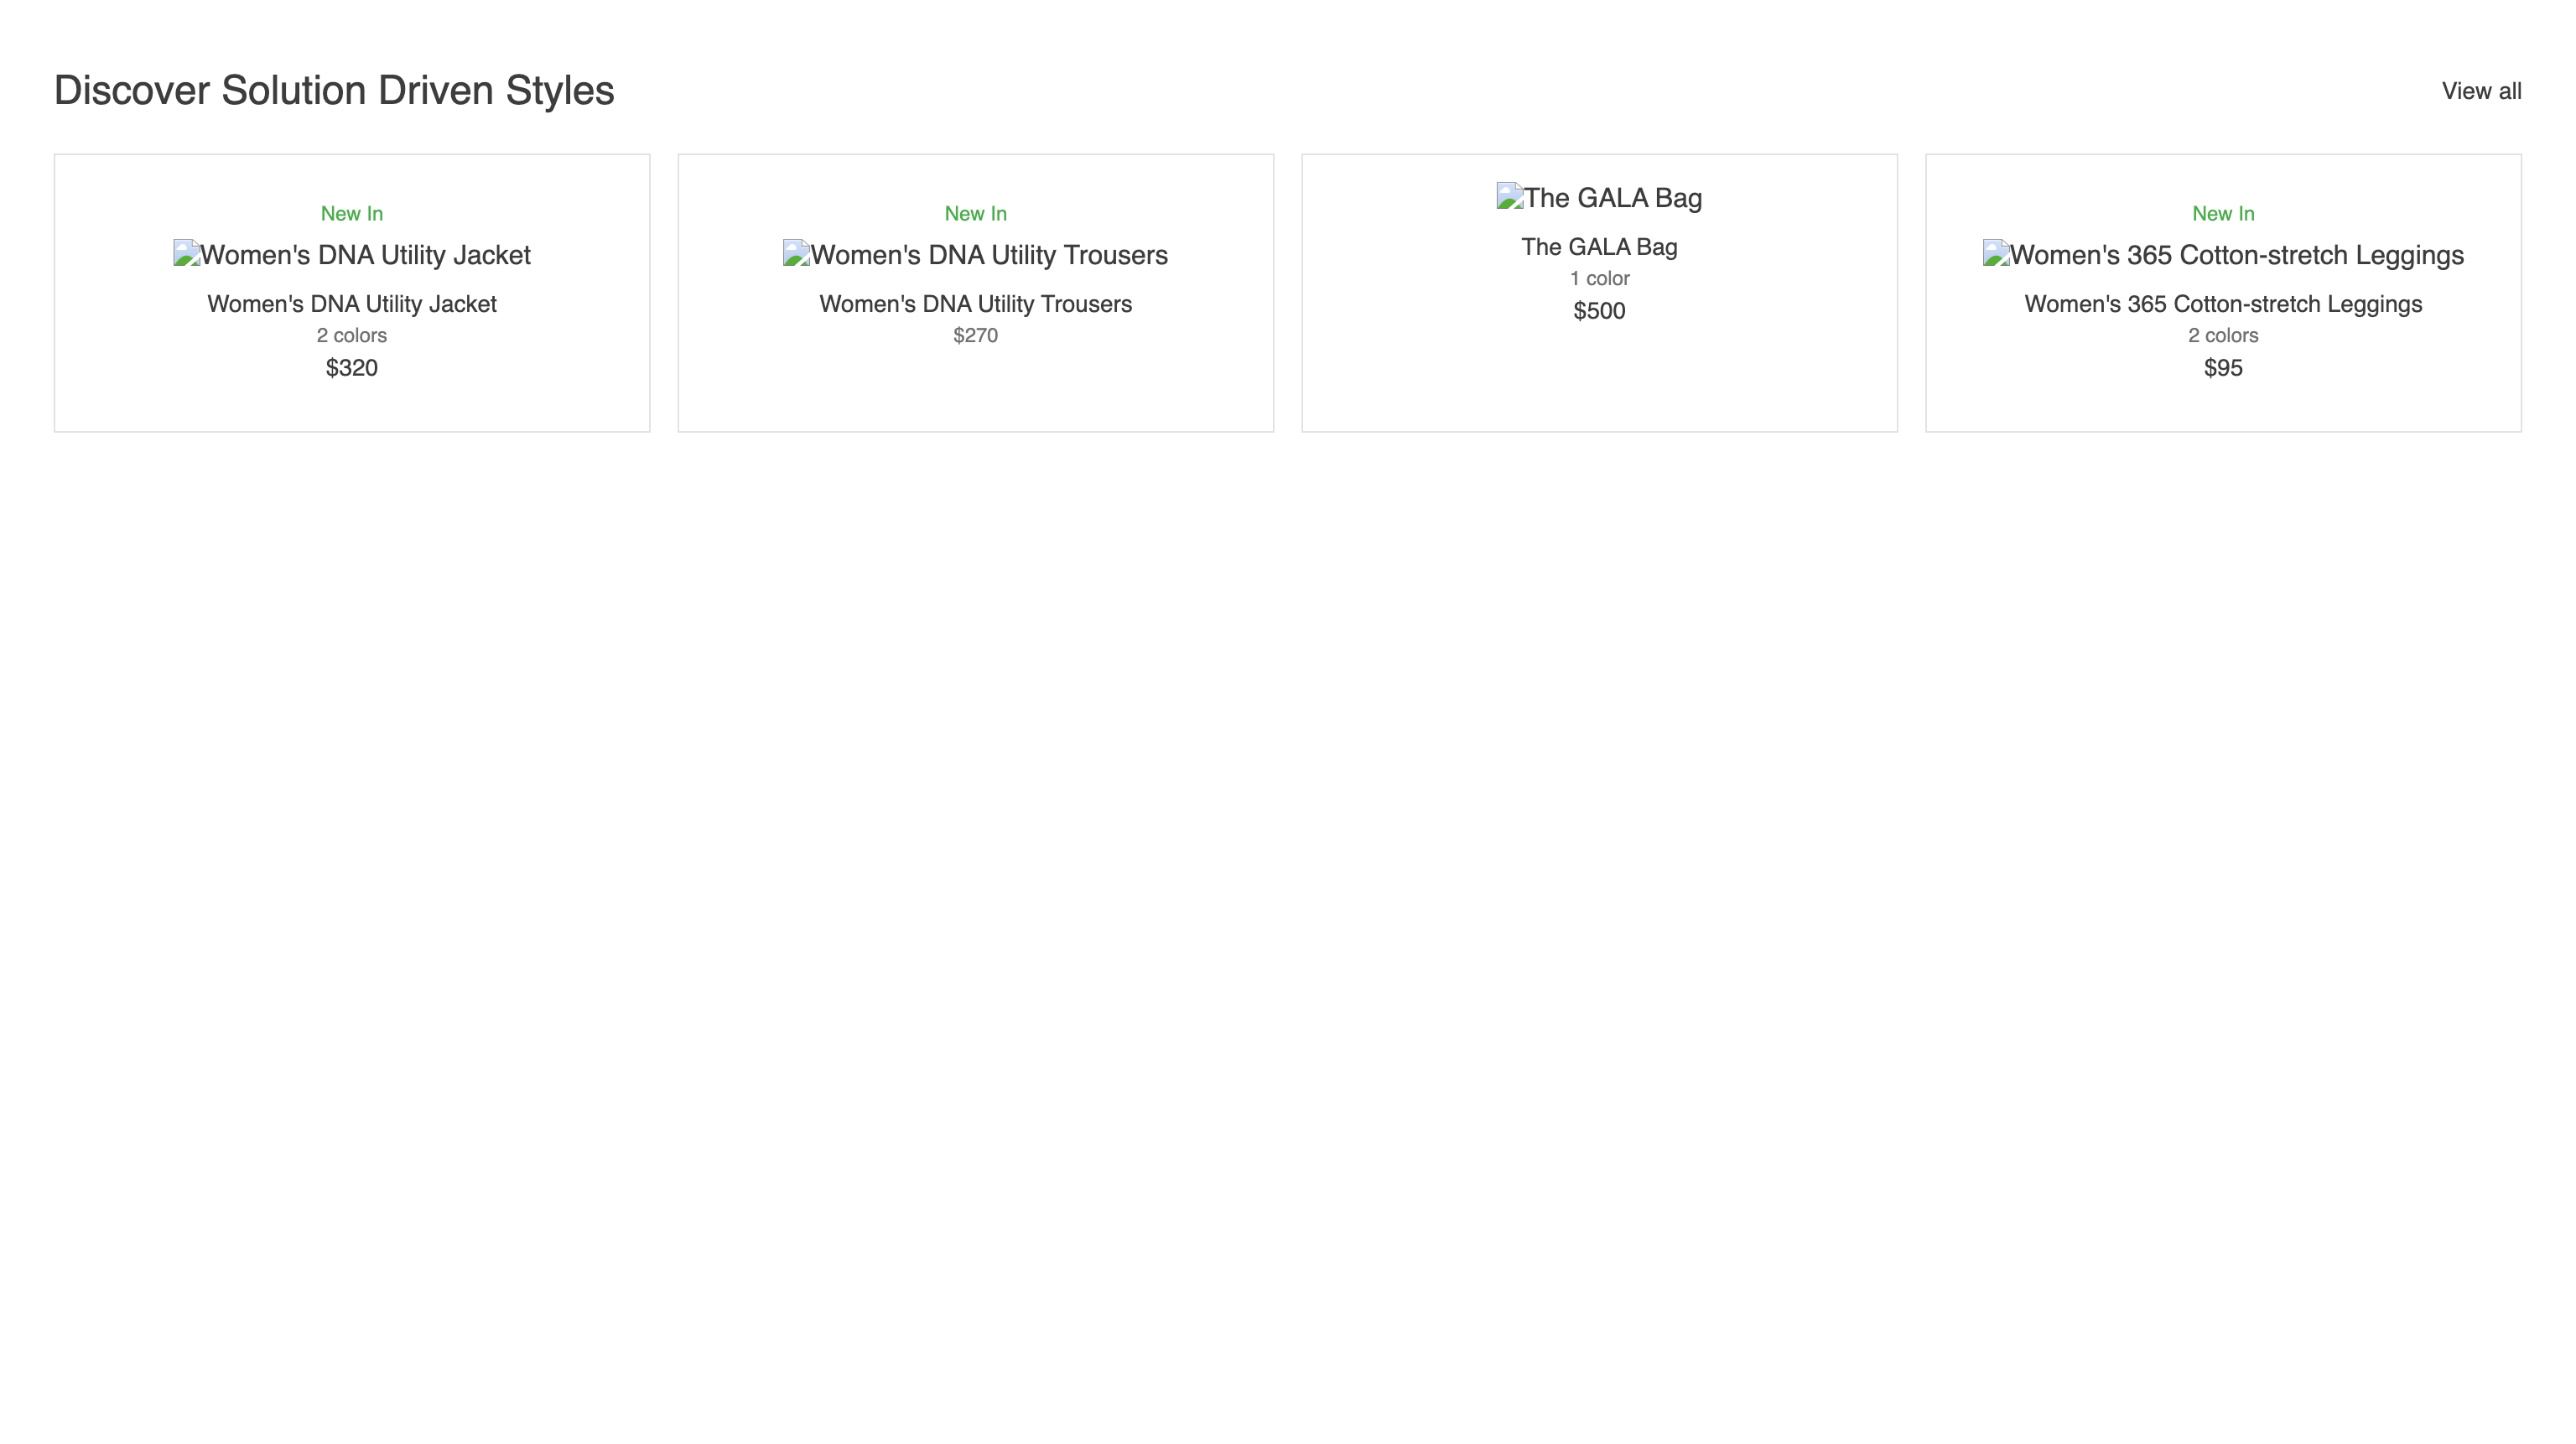 Discover Solution Driven Styles
View all
New In
Women's DNA Utility Jacket
Women's DNA Utility Jacket
2 colors
$320
New In
Women's DNA Utility Trousers
Women's DNA Utility Trousers
$270
The GALA Bag
The GALA Bag
1 color
$500
New In
Women's 365 Cotton-stretch Leggings
Women's 365 Cotton-stretch Leggings
2 colors
$95